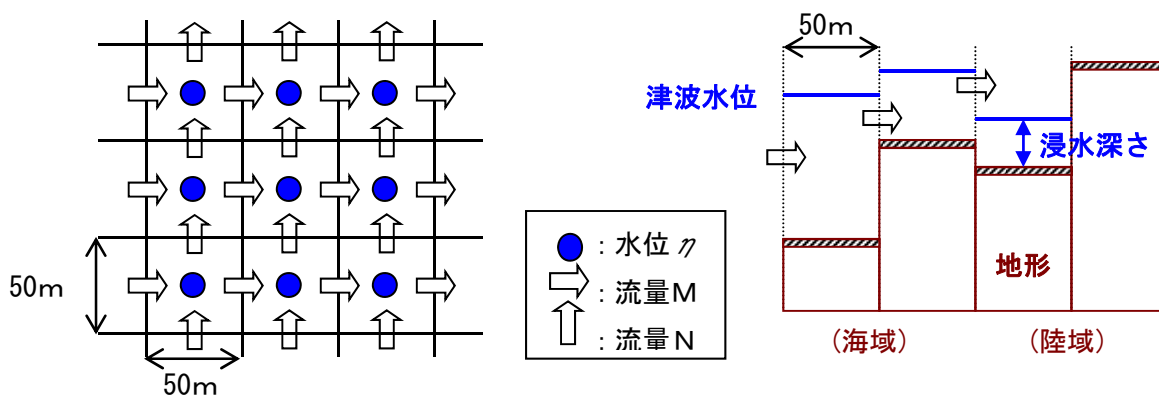 50m
50m
：水位 η
：流量M
：流量N
50m
津波水位
浸水深さ
地形
(海域)
(陸域)